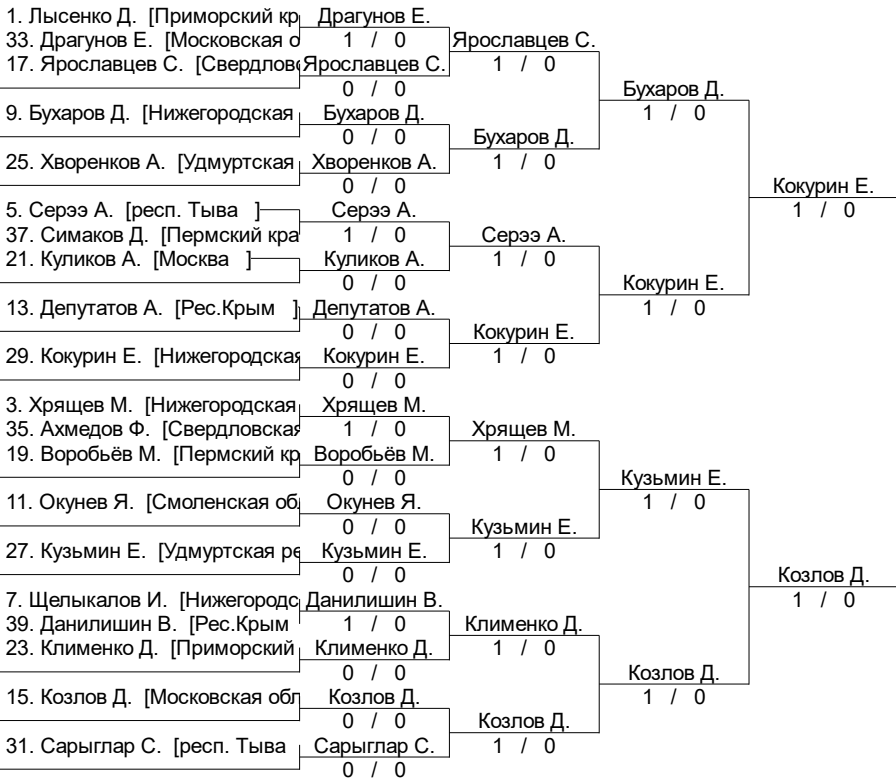 1. Лысенко Д. [Приморский кр
Драгунов Е.
33. Драгунов Е. [Московская о
1 / 0
Ярославцев С.
17. Ярославцев С. [Свердлов
Ярославцев С.
1 / 0
0 / 0
Бухаров Д.
9. Бухаров Д. [Нижегородская
Бухаров Д.
1 / 0
0 / 0
Бухаров Д.
25. Хворенков А. [Удмуртская
Хворенков А.
1 / 0
0 / 0
Кокурин Е.
5. Серээ А. [респ. Тыва ]
Серээ А.
1 / 0
37. Симаков Д. [Пермский кра
1 / 0
Серээ А.
21. Куликов А. [Москва ]
Куликов А.
1 / 0
0 / 0
Кокурин Е.
13. Депутатов А. [Рес.Крым ]
Депутатов А.
1 / 0
0 / 0
Кокурин Е.
29. Кокурин Е. [Нижегородская
Кокурин Е.
1 / 0
0 / 0
3. Хрящев М. [Нижегородская
Хрящев М.
35. Ахмедов Ф. [Свердловская
1 / 0
Хрящев М.
19. Воробьёв М. [Пермский кр
Воробьёв М.
1 / 0
0 / 0
Кузьмин Е.
11. Окунев Я. [Смоленская об
Окунев Я.
1 / 0
0 / 0
Кузьмин Е.
27. Кузьмин Е. [Удмуртская ре
Кузьмин Е.
1 / 0
0 / 0
Козлов Д.
7. Щелыкалов И. [Нижегородс
Данилишин В.
1 / 0
39. Данилишин В. [Рес.Крым
1 / 0
Клименко Д.
23. Клименко Д. [Приморский
Клименко Д.
1 / 0
0 / 0
Козлов Д.
15. Козлов Д. [Московская обл
Козлов Д.
1 / 0
0 / 0
Козлов Д.
31. Сарыглар С. [респ. Тыва
Сарыглар С.
1 / 0
0 / 0